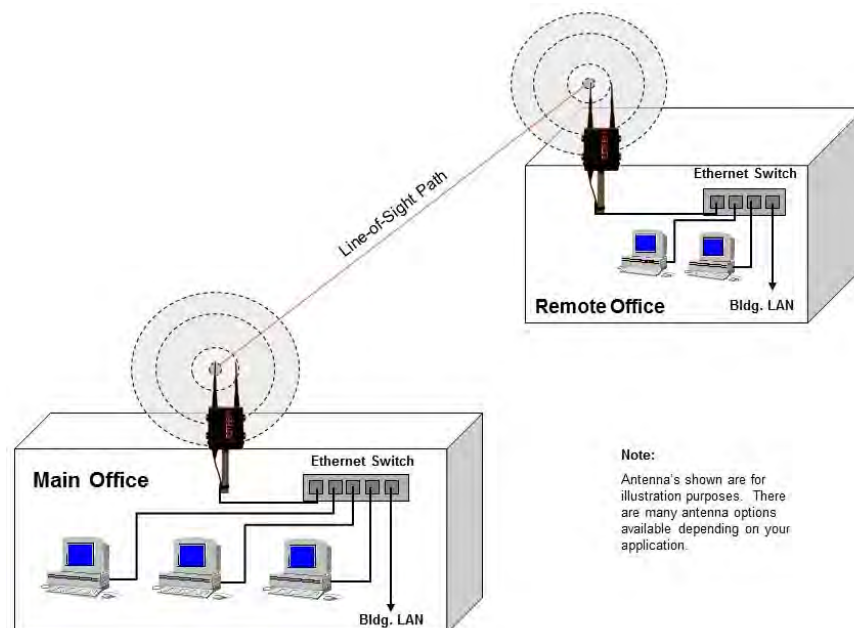 Ethernet Switch
Line-of-Sight Path
Remote Office
Bldg. LAN
Main Office
Ethernet Switch
Bldg. LAN
Note:
Antenna's shown are for
illustration purposes. There
are many antenna options
available depending on your
application.